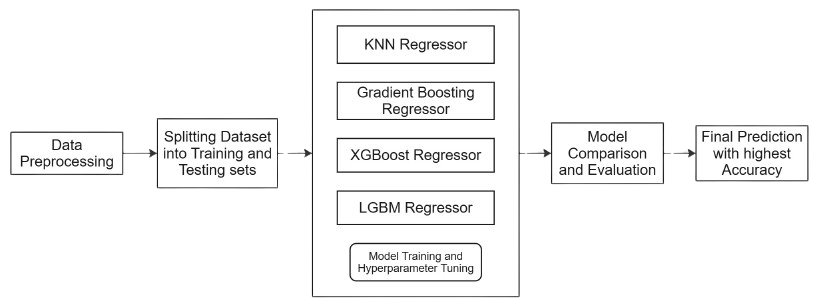 Data
Preprocessing
Splitting Dataset
into Training and
Testing sets
KNN Regressor
Gradient Boosting
Regressor
XGBoost Regressor
LGBM Regressor
Model Training and
Hyperparameter Tuning
Model
Comparison
and Evaluation
Final Prediction
with highest
Accuracy